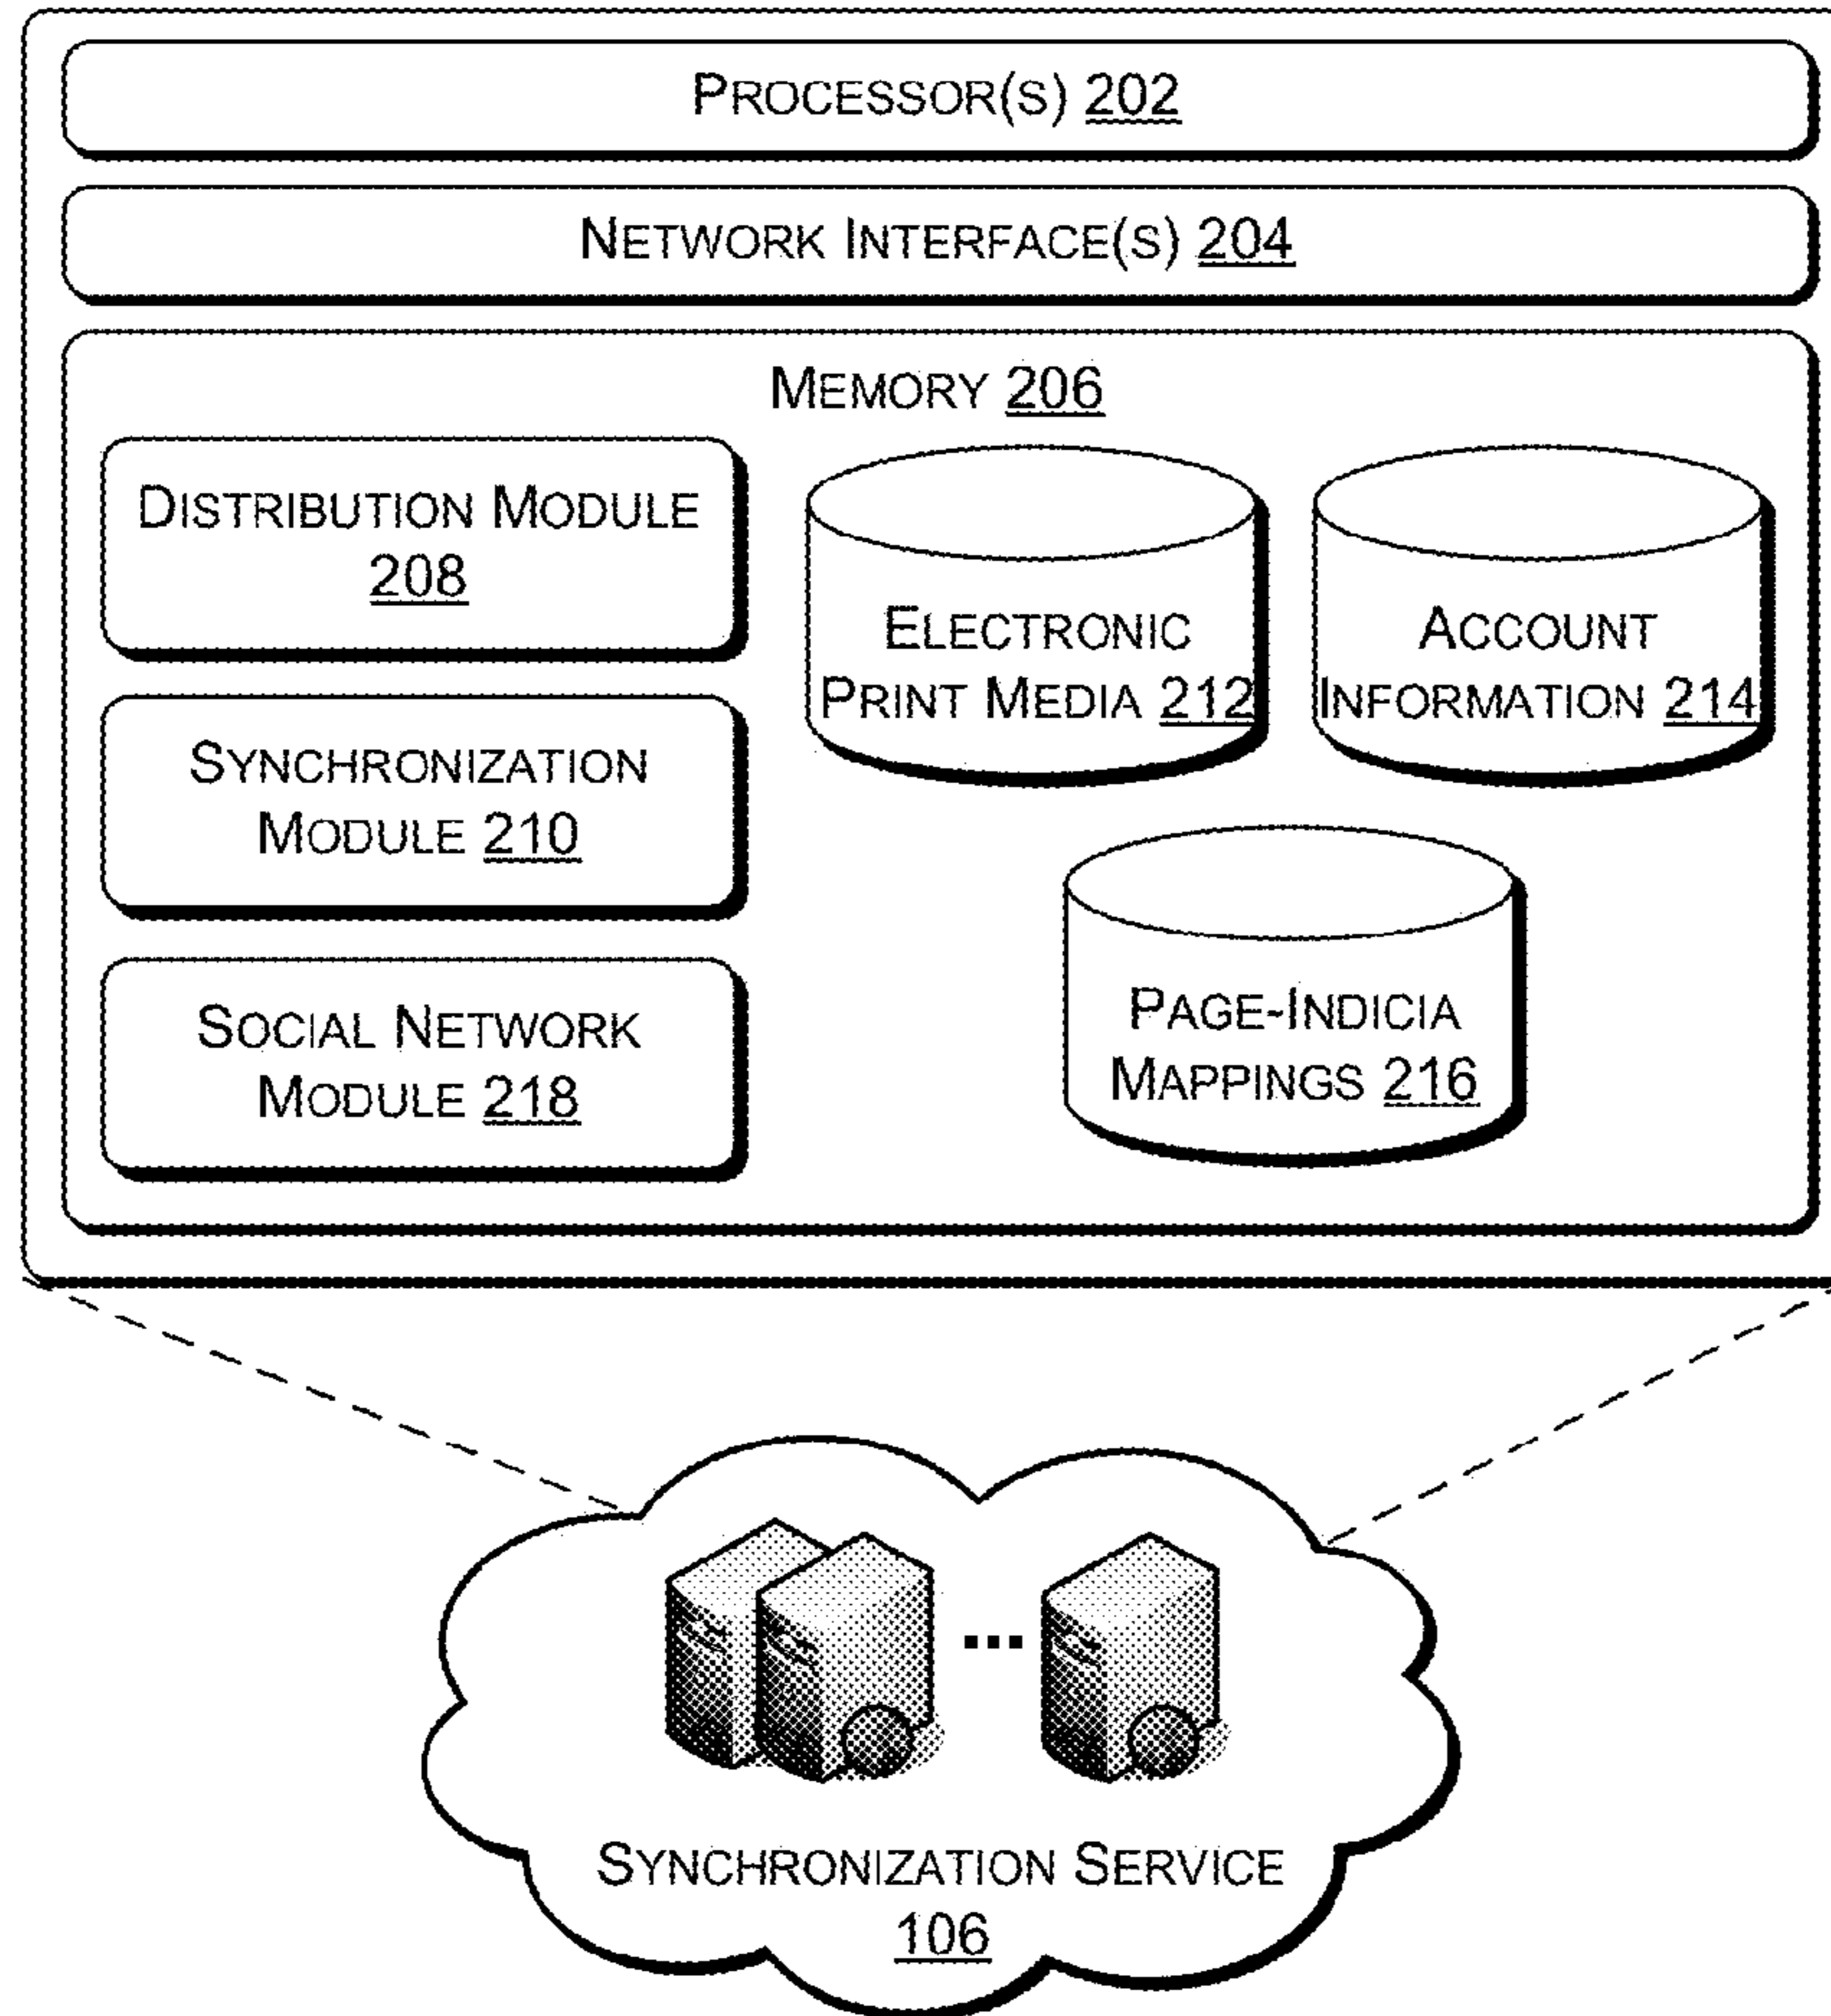 PROCESSOR(S) 202
NETWORK INTERFACE(S) 204
MEMORY 206
DISTRIBUTION MODULE
208
SYNCHRONIZATION
MODULE 210
SOCIAL NETWORK
MODULE 218
ELECTRONIC
PRINT MEDIA 212
ACCOUNT
INFORMATION 214
PAGE-INDICIA
MAPPINGS 216
...
SYNCHRONIZATION SERVICE
106